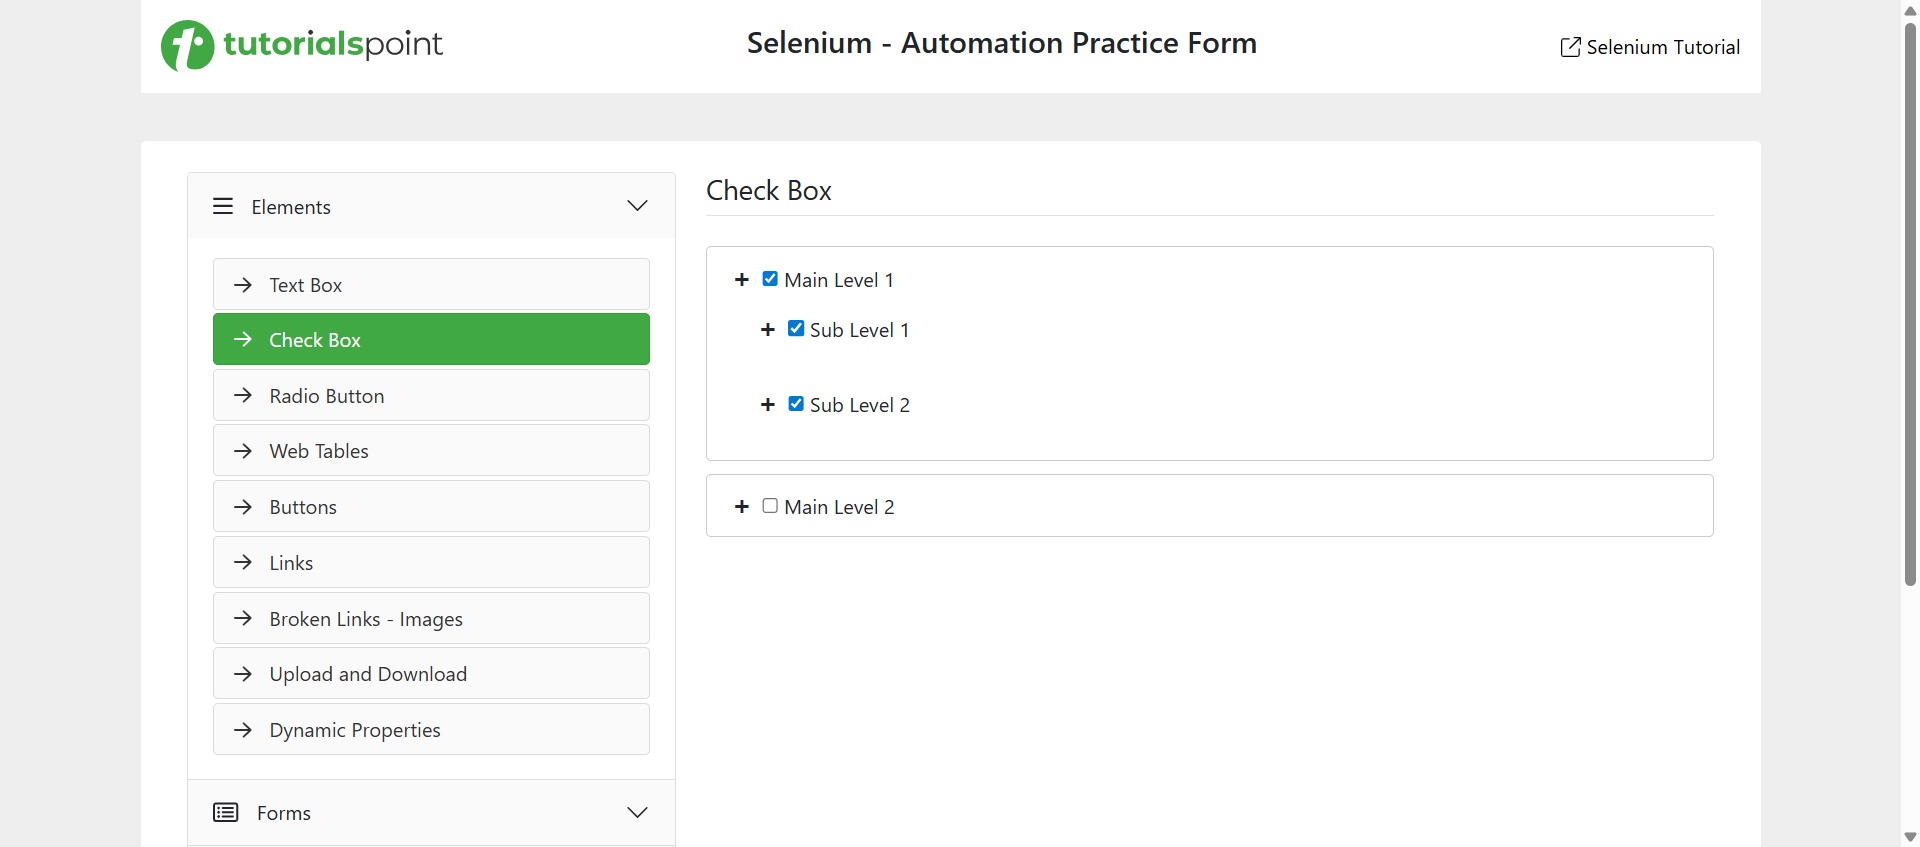 tutorialspoint
Selenium - Automation Practice Form
Selenium Tutorial
Elements
Text Box
Check Box
Radio Button
Web Tables
Buttons
Links
Broken Links - Images
Upload and Download
Dynamic Properties
Forms
Check Box
Main Level 1
Sub Level 1
Sub Level 2
Main Level 2